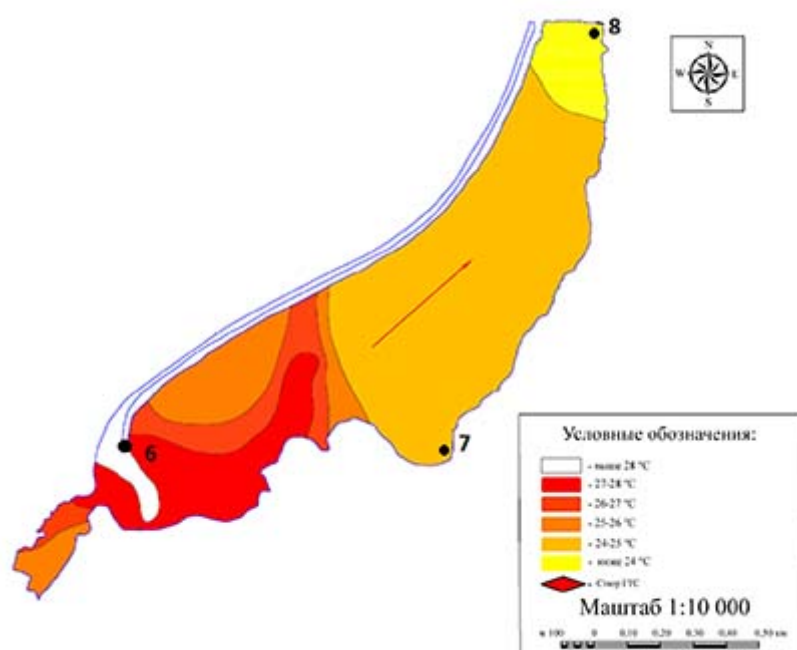 8
N
W E
S
7
6
Условные обозначения:
- выше 28 °C
- 27-28 °C
- 26-27 °C
- 25-26 °C
- 24-25 °C
- ниже 24 °C
Маштаб 1:10 000
м 100 0 0,10 0,20 0,30 0,40 0,50 км